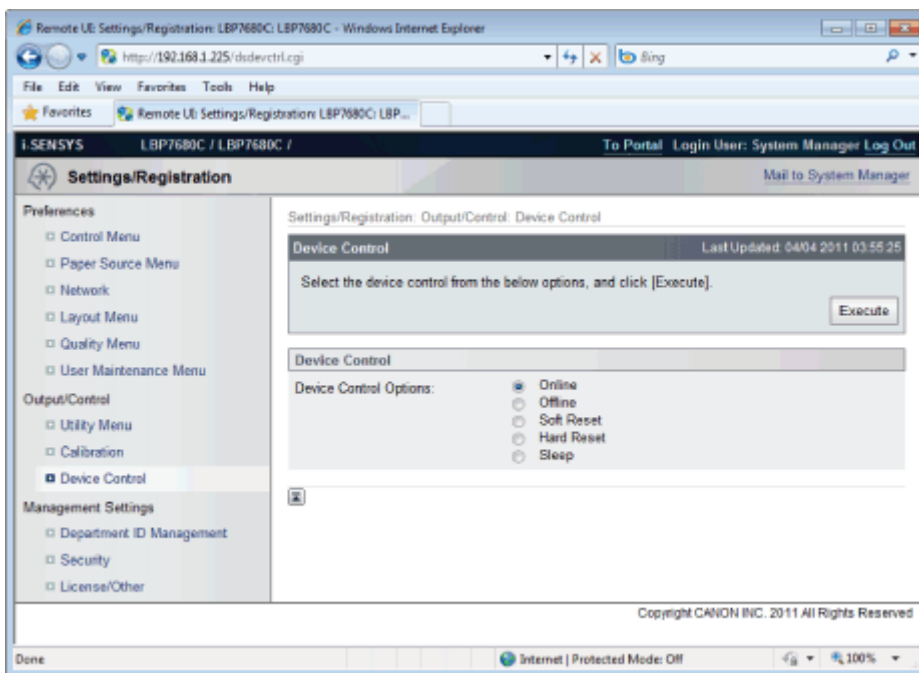 Remote UI: Settings/Registration: LBP7680C: LBP7680C - Windows Internet Explorer
http://192.168.1.225/dsdevctrl.cgi
Bing
File Edit View Favorites Tools Help
Favorites Remote UI: Settings/Registration: LBP7680C: LBP...
i-SENSYS LBP7680C / LBP7680C / To Portal Login User: System Manager Log Out
Settings/Registration Mail to System Manager
Preferences
Control Menu
Paper Source Menu
Network
Layout Menu
Quality Menu
User Maintenance Menu
Output/Control
Utility Menu
Calibration
Device Control
Management Settings
Department ID Management
Security
License/Other
Settings/Registration: Output/Control: Device Control
Device Control Last Updated: 04/04 2011 03:55:25
Select the device control from the below options, and click [Execute].
Execute
Device Control
Device Control Options: Online
Offline
Soft Reset
Hard Reset
Sleep
Copyright CANON INC. 2011 All Rights Reserved
Done Internet | Protected Mode: Off 100%